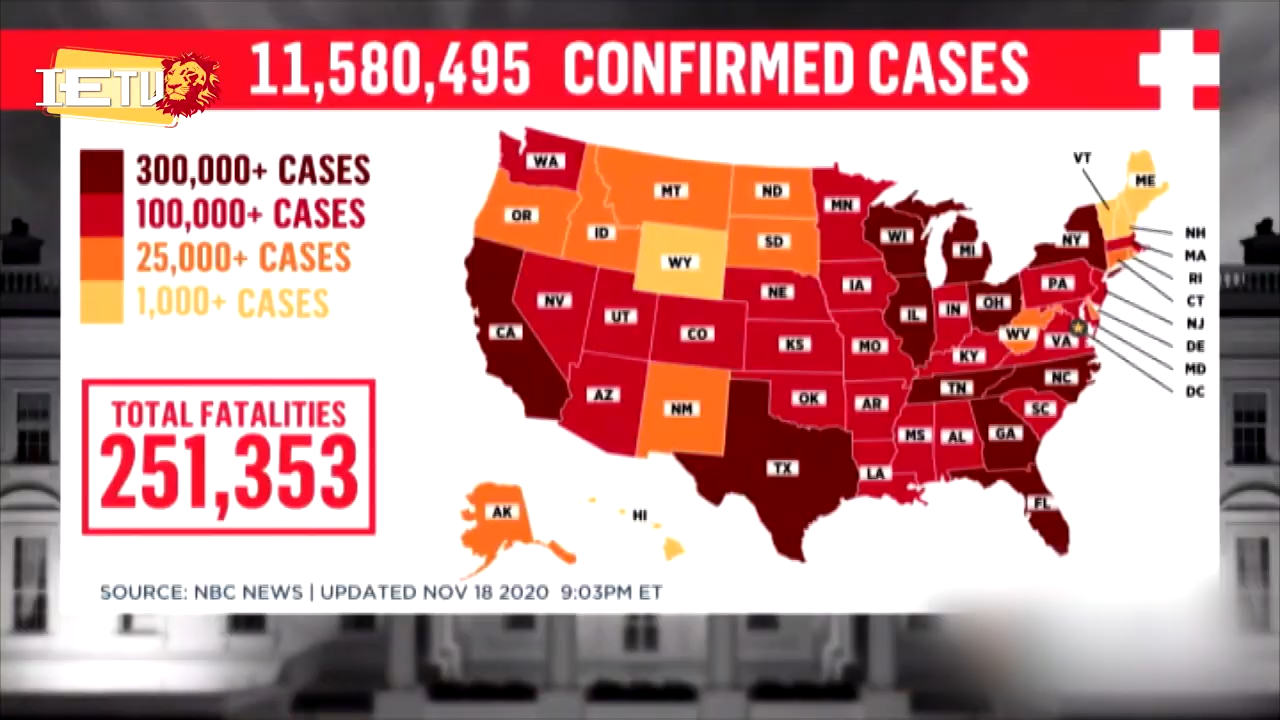 IETV
11,580,495 CONFIRMED CASES
300,000+ CASES
100,000+ CASES
25,000+ CASES
1,000+ CASES
TOTAL FATALITIES
251,353
WA
MT
ND
MN
OR
ID
SD
WY
WI
MI
NY
VT
ME
NH
MA
RI
CT
NJ
DE
MD
DC
NV
UT
CO
NE
IA
IL
IN
OH
PA
CA
KS
MO
KY
WV
VA
AZ
NM
OK
AR
TN
NC
SC
MS
AL
GA
TX
LA
FL
AK
HI
SOURCE: NBC NEWS | UPDATED NOV 18 2020 9:03PM ET